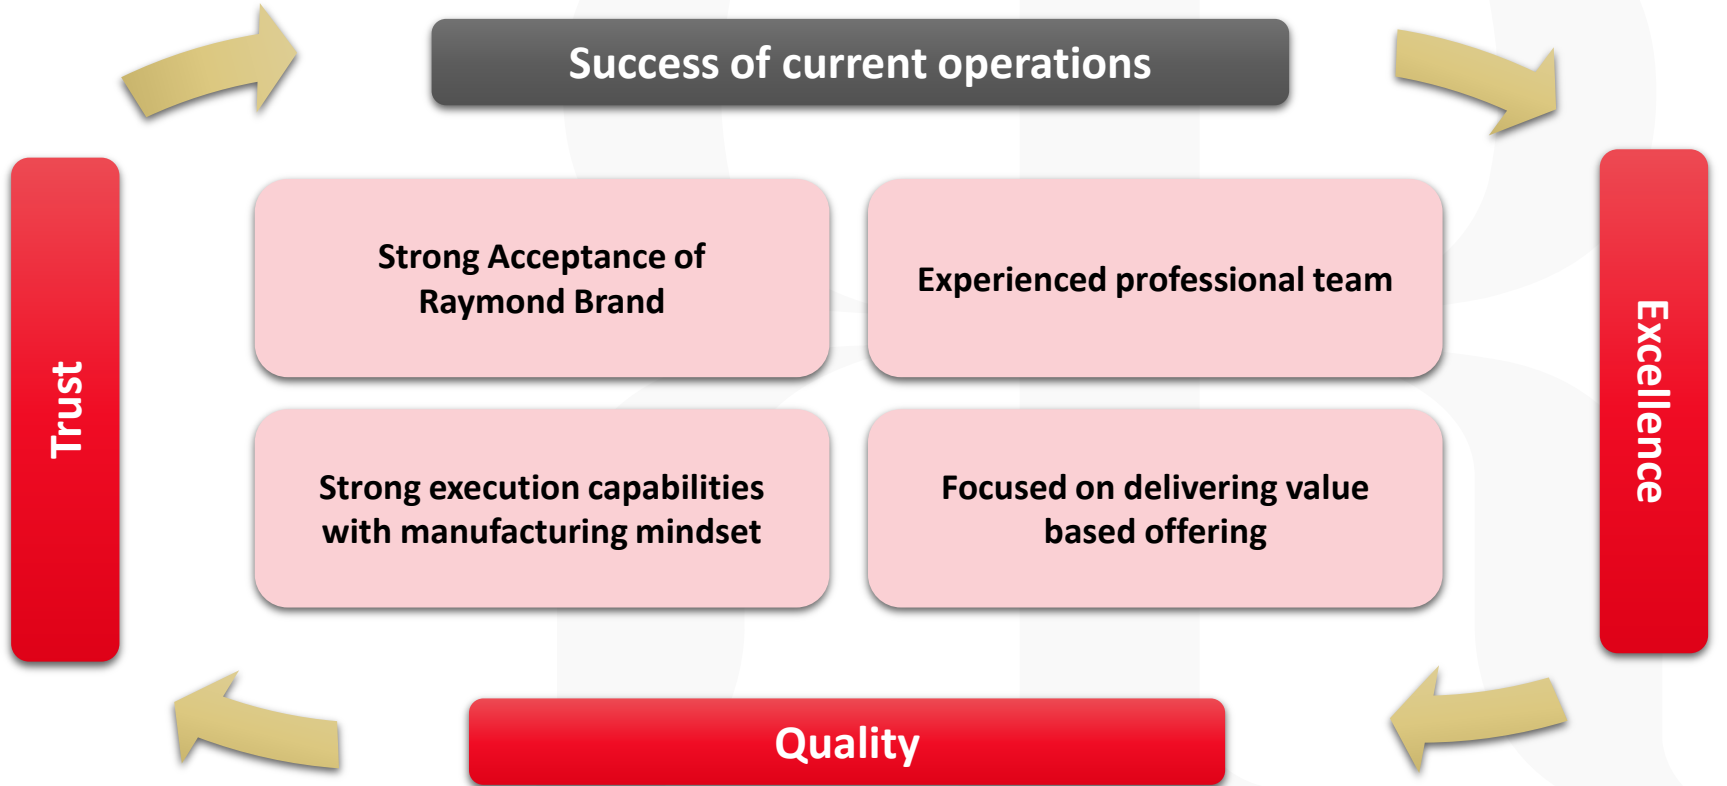 Success of current operations
Trust
Strong Acceptance of
Raymond Brand
Experienced professional team
Excellence
Strong execution capabilities
with manufacturing mindset
Focused on delivering value
based offering
Quality